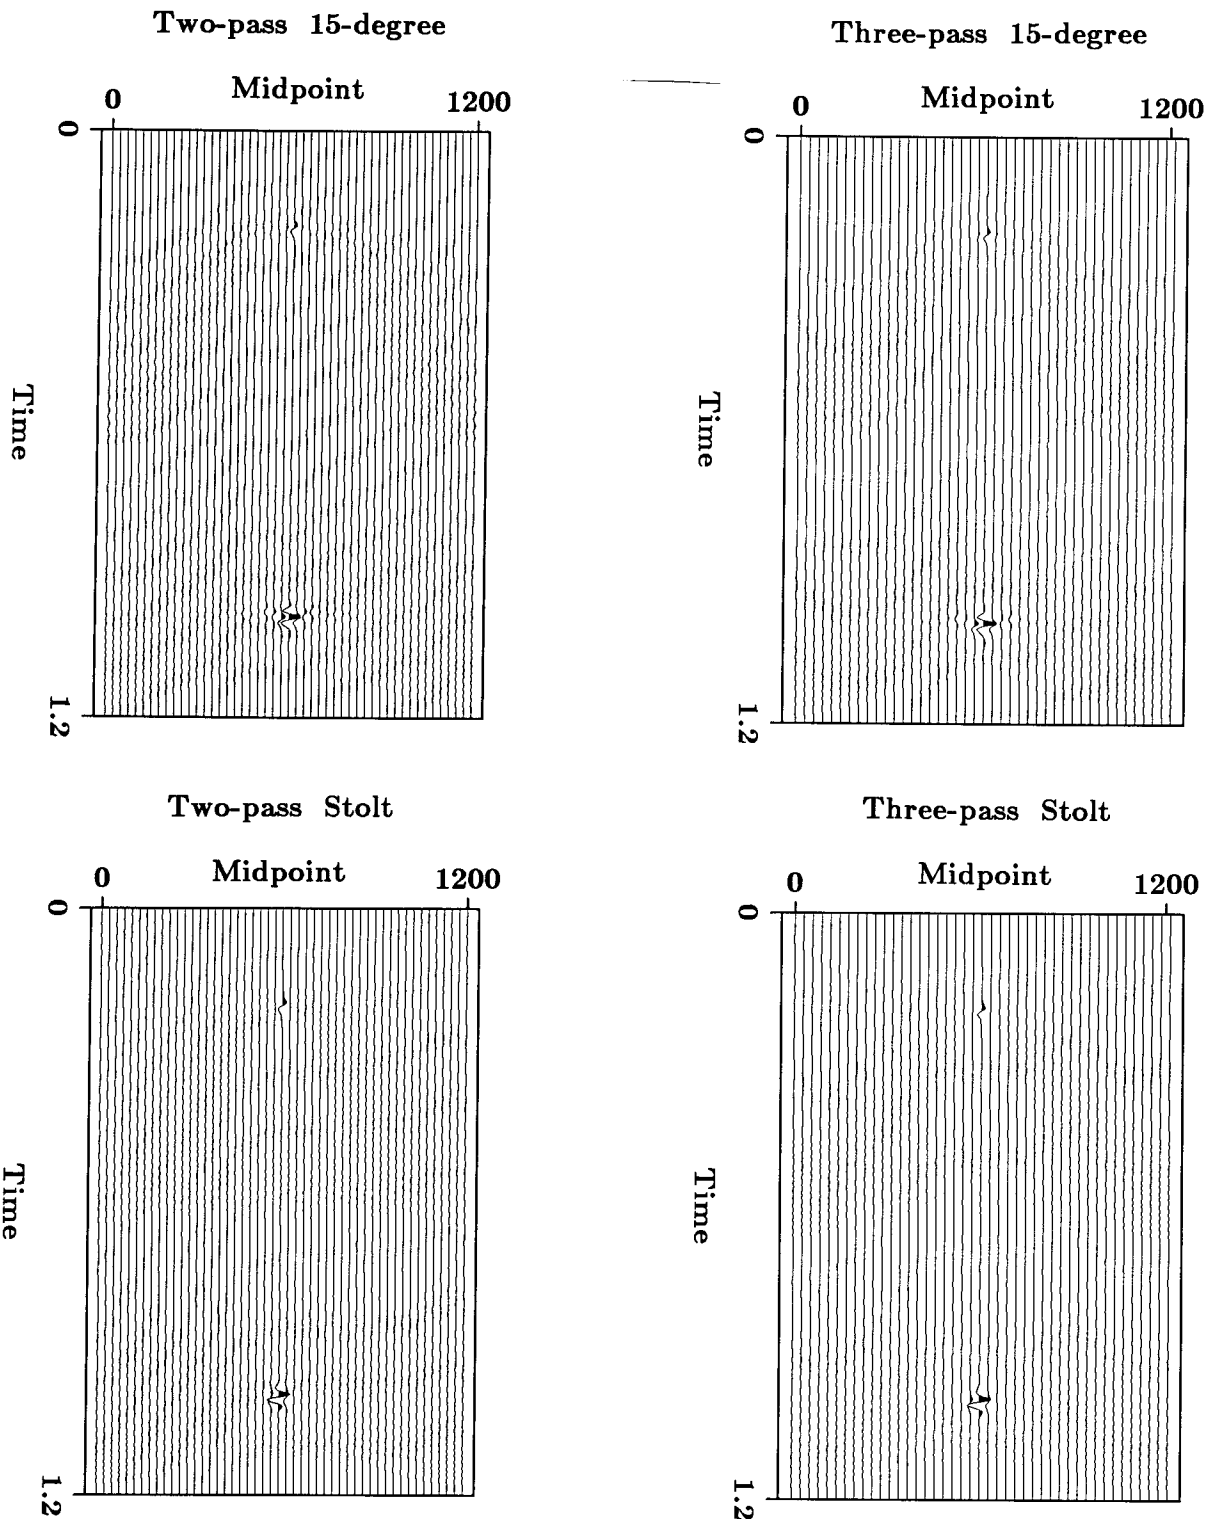 Two-pass 15-degree
Midpoint
0 1200
0
Time
1.2
Three-pass 15-degree
Midpoint
0 1200
0
Time
1.2
Two-pass Stolt
Midpoint
0 1200
0
Time
1.2
Three-pass Stolt
Midpoint
0 1200
0
Time
1.2